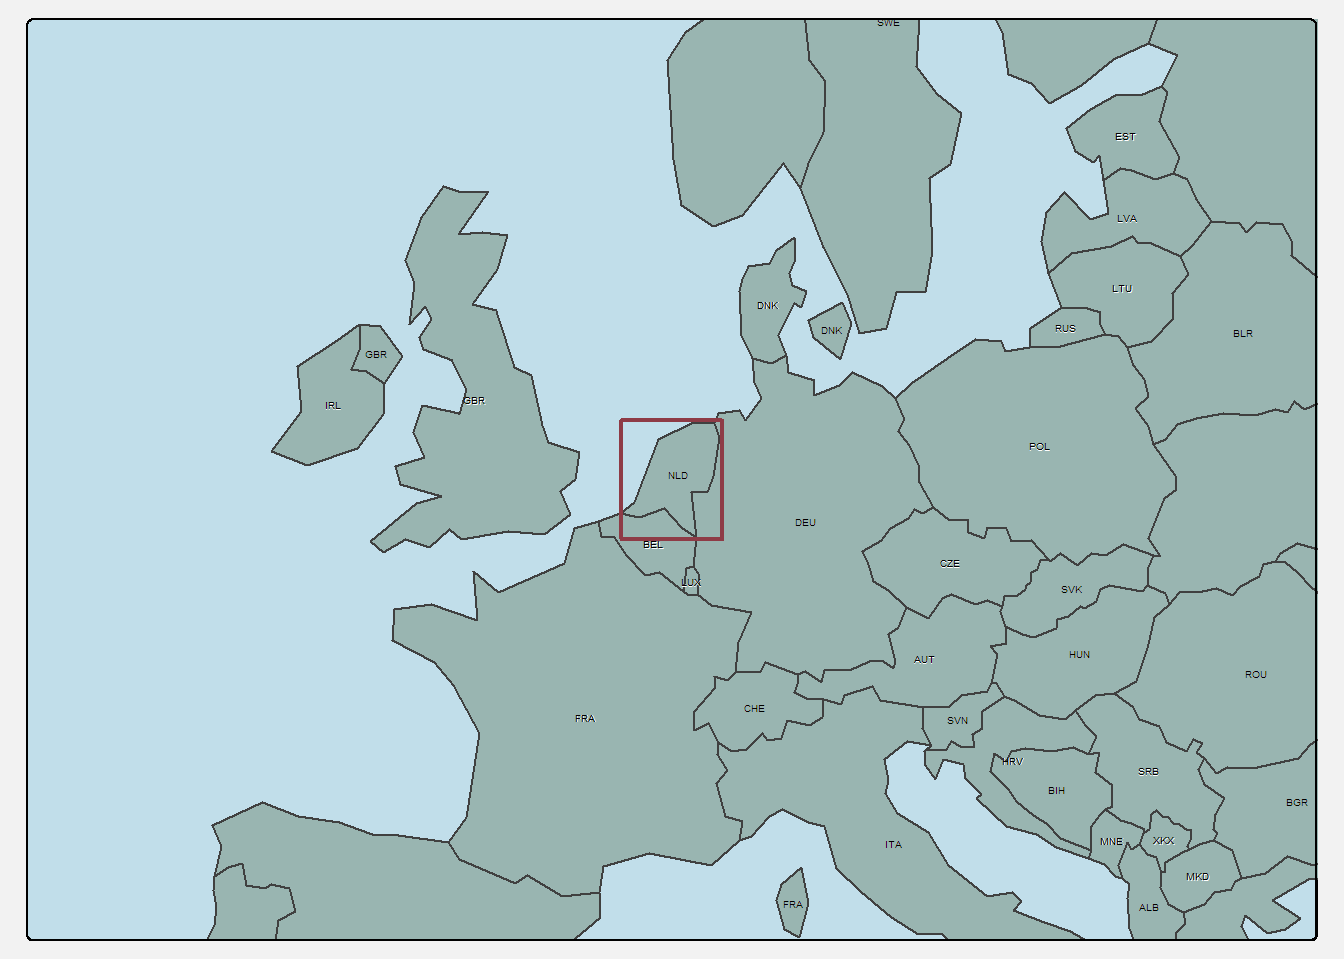 SWE
EST
LVA
LTU
DNK
DNK
RUS
BLR
GBR
GBR
IRL
POL
NLD
DEU
BEL
CZE
LUX
SVK
AUT
HUN
ROU
CHE
FRA
SVN
HRV
SRB
BIH
BGR
ITA
MNE
XKX
MKD
FRA
ALB